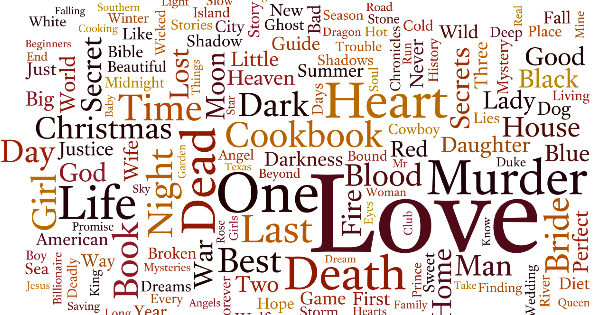 Falling
Southern
Light
Slow
White
Winter
Wicked
Island
Story
New
Bad
Season
Road
Stone
Cold
Wild
Deep
Real
Fall
Mine
Cooking
Like
Stories
City
Ghost
Dragon
Hot
Chronicles
Run
Never
History
Place
Beginners
End
Bible
Shadow
Guide
Trouble
Secrets
Three
Mystery
Good
Just
World
Secret
Beautiful
Lost
Things
Moon
Little
Shadows
Soul
Black
Midnight
Heaven
Summer
Big
Baby
Time
Star
Dark
Days
Heart
Lady
Living
Dog
Christmas
Cookbook
Cowboy
Lies
House
Day
Justice
Wife
Night
Garden
Dead
Angel
Texas
Darkness
Bound
Mr
Red
Daughter
Blue
God
Beyond
Blood
Duke
Girl
Life
Sky
One
Fire
Woman
Eyes
Love
Murder
Promise
Rose
Girls
Last
Club
Know
Bride
Perfect
American
Book
War
Boy
Sea
Billionaire
Deadly
Way
Broken
Mysteries
Best
Dream
Death
Prince
Sweet
Home
Man
Wedding
River
Diet
Jesus
King
Dreams
Two
Take
Finding
Saving
Every
Angels
Hope
Game
First
Family
Queen
Long
Year
Storm
Hearts